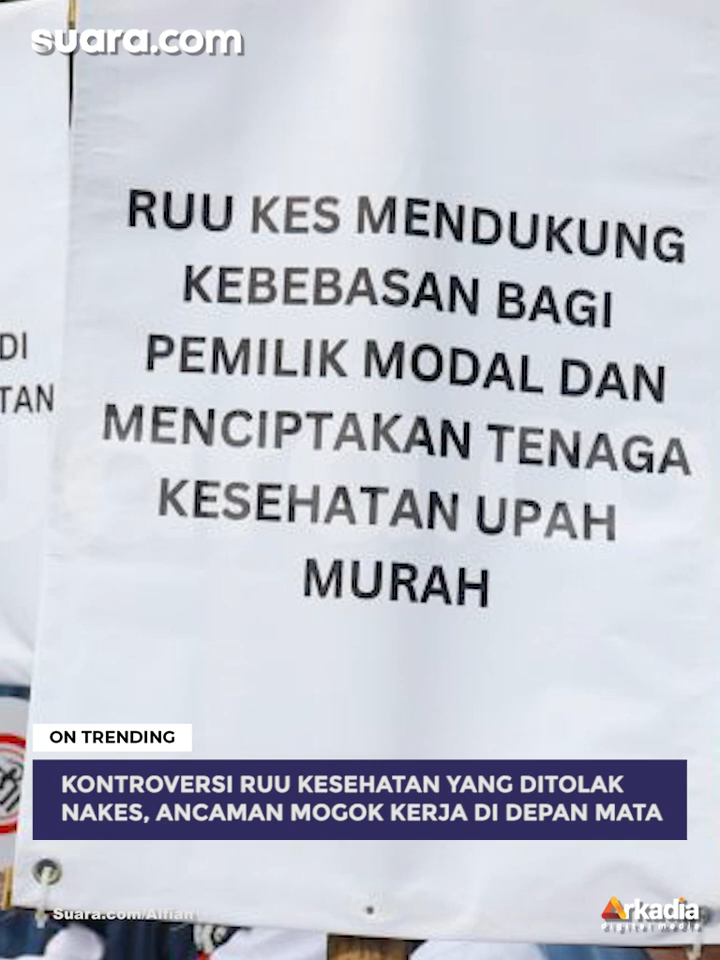 suara.com
DI
TAN
RUU KES MENDUKUNG
KEBEBASAN BAGI
PEMILIK MODAL DAN
MENCIPTAKAN TENAGA
KESEHATAN UPAH
MURAH
ON TRENDING
KONTROVERSI RUU KESEHATAN YANG DITOLAK
NAKES, ANCAMAN MOGOK KERJA DI DEPAN MATA
Suara.com/Alfian
Arkadia
digital media